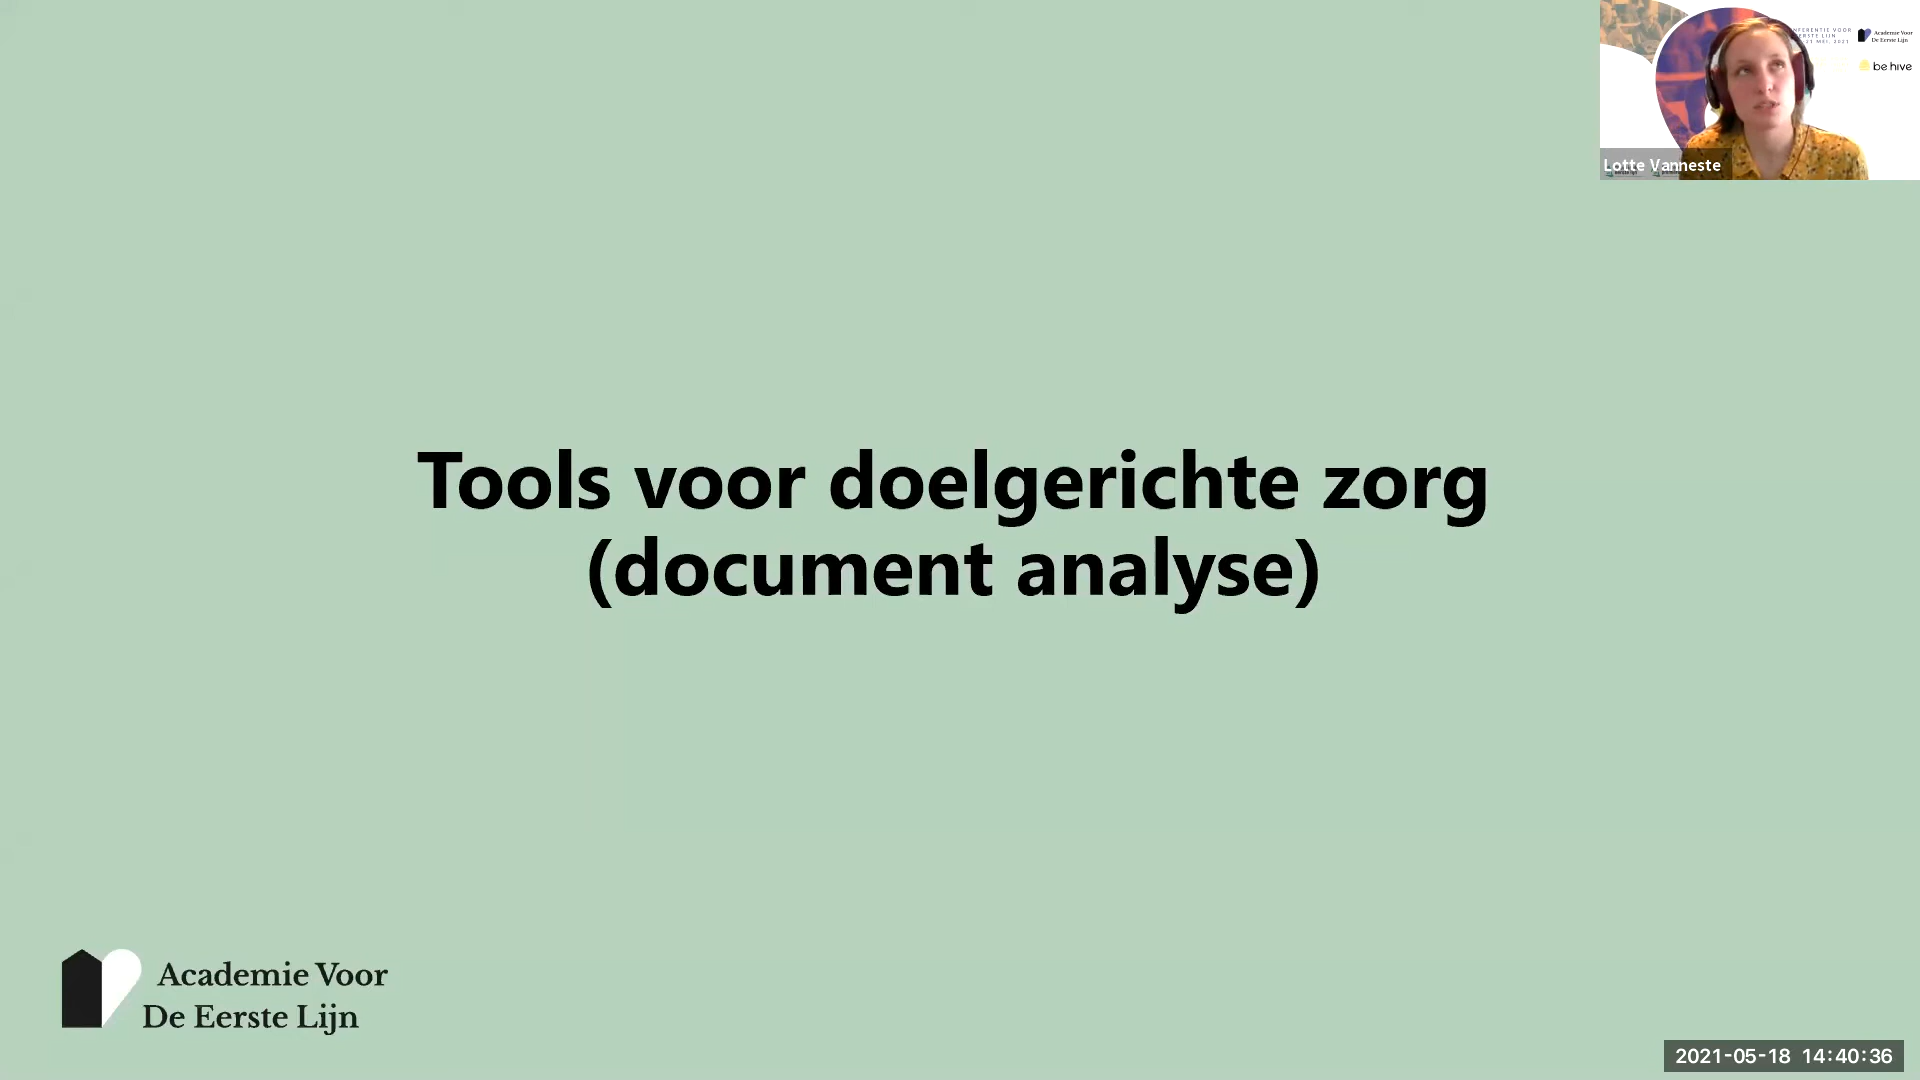 Tools voor doelgerichte zorg
(document analyse)
Academie Voor
De Eerste Lijn
Lotte Vanneste
Academie Voor
De Eerste Lijn
be hive
2021-05-18 14:40:36